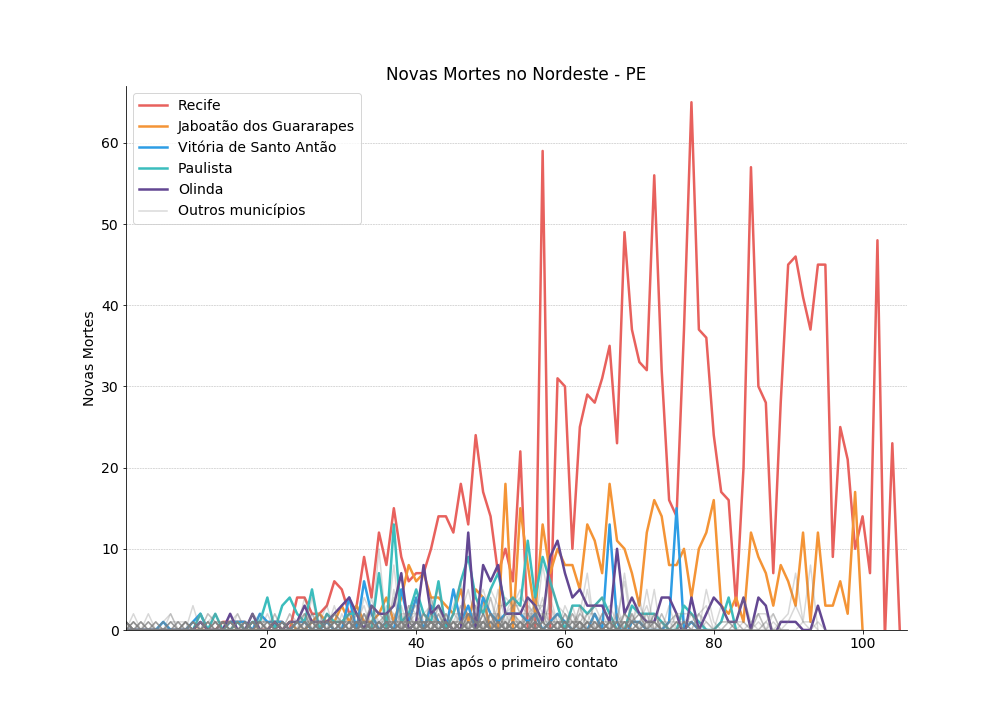 Novas Mortes no Nordeste - PE
Recife
Jaboatão dos Guararapes
Vitória de Santo Antão
Paulista
Olinda
Outros municípios
60
50
40
30
20
10
0
Novas Mortes
20
40
60
80
100
Dias após o primeiro contato